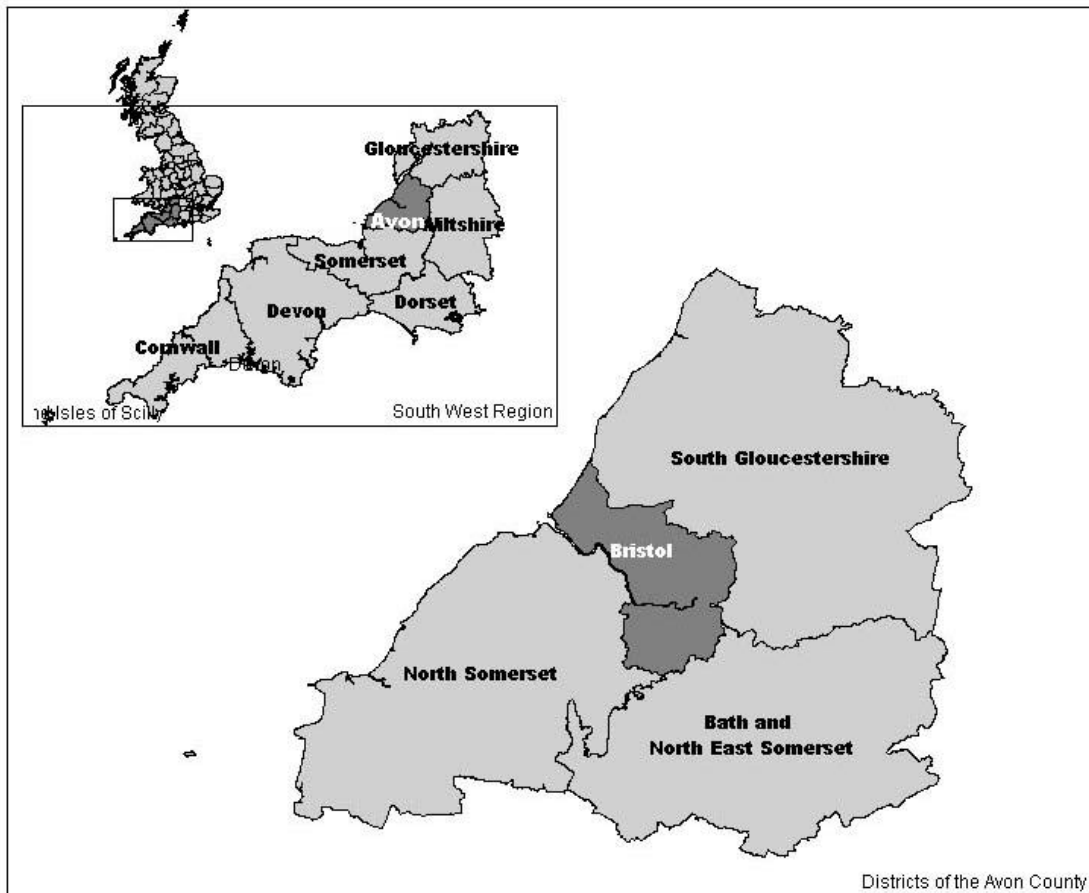 Gloucestershire
Avon
Wiltshire
Somerset
Dorset
Devon
Cornwall
Devon
Isles of Scilly
South West Region
South Gloucestershire
Bristol
North Somerset
Bath and
North East Somerset
Districts of the Avon County